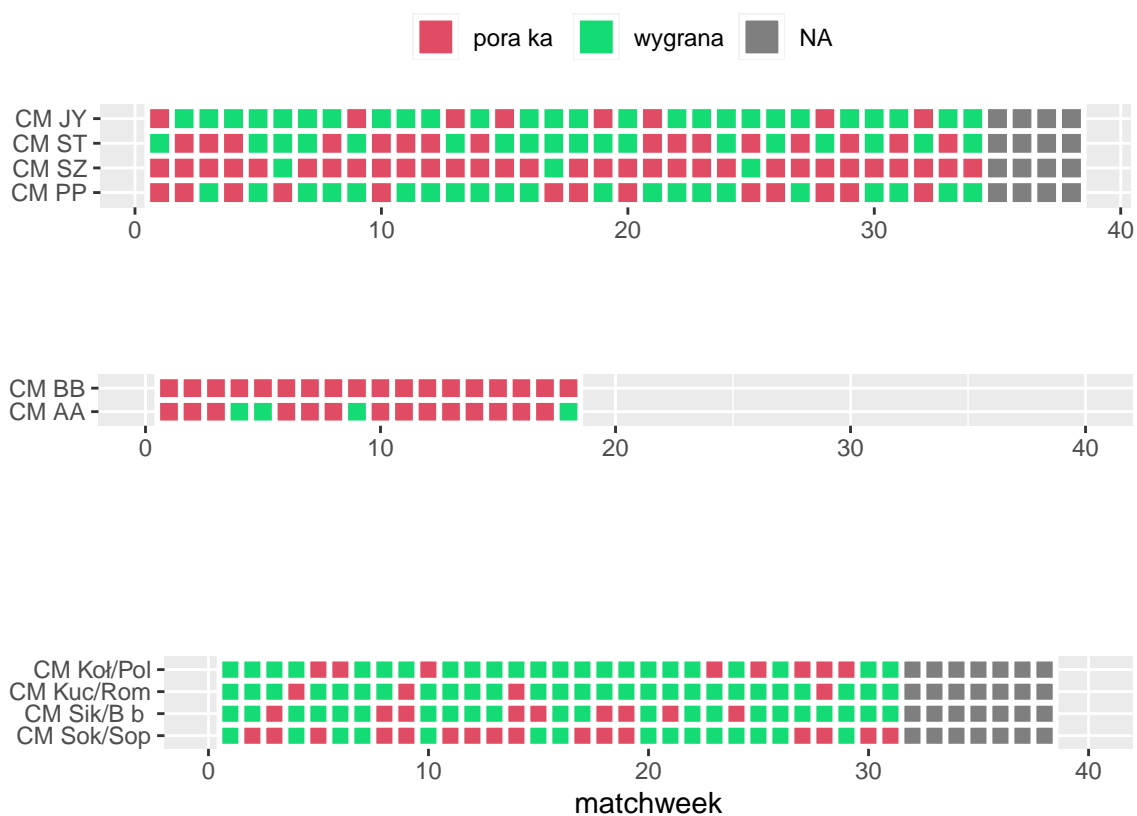 pora ka wygrana NA
CM JY
CM ST
CM SZ
CM PP
0 10 20 30 40
CM BB
CM AA
0 10 20 30 40
CM Koł/Pol
CM Kuc/Rom
CM Sik/B b
CM Sok/Sop
0 10 20 30 40
matchweek